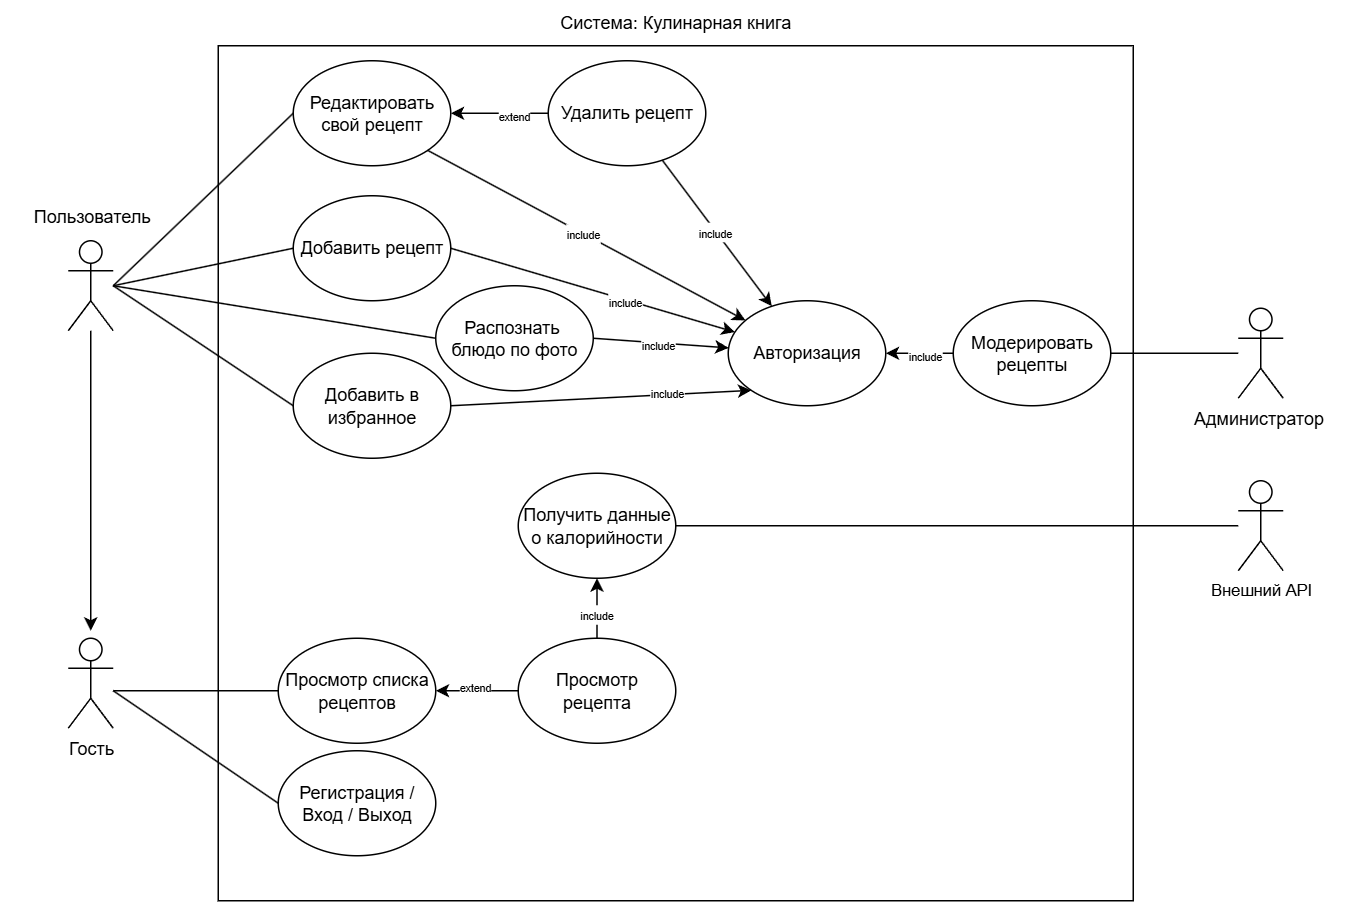 Система: Кулинарная книга
Редактировать
свой рецепт
extend
Удалить рецепт
Пользователь
include
include
Добавить рецепт
include
Распознать
блюдо по фото
include
Авторизация
include
Модерировать
рецепты
Администратор
Добавить в
избранное
include
Получить данные
о калорийности
Внешний API
include
Просмотр списка
рецептов
extend
Просмотр
рецепта
Гость
Регистрация /
Вход / Выход